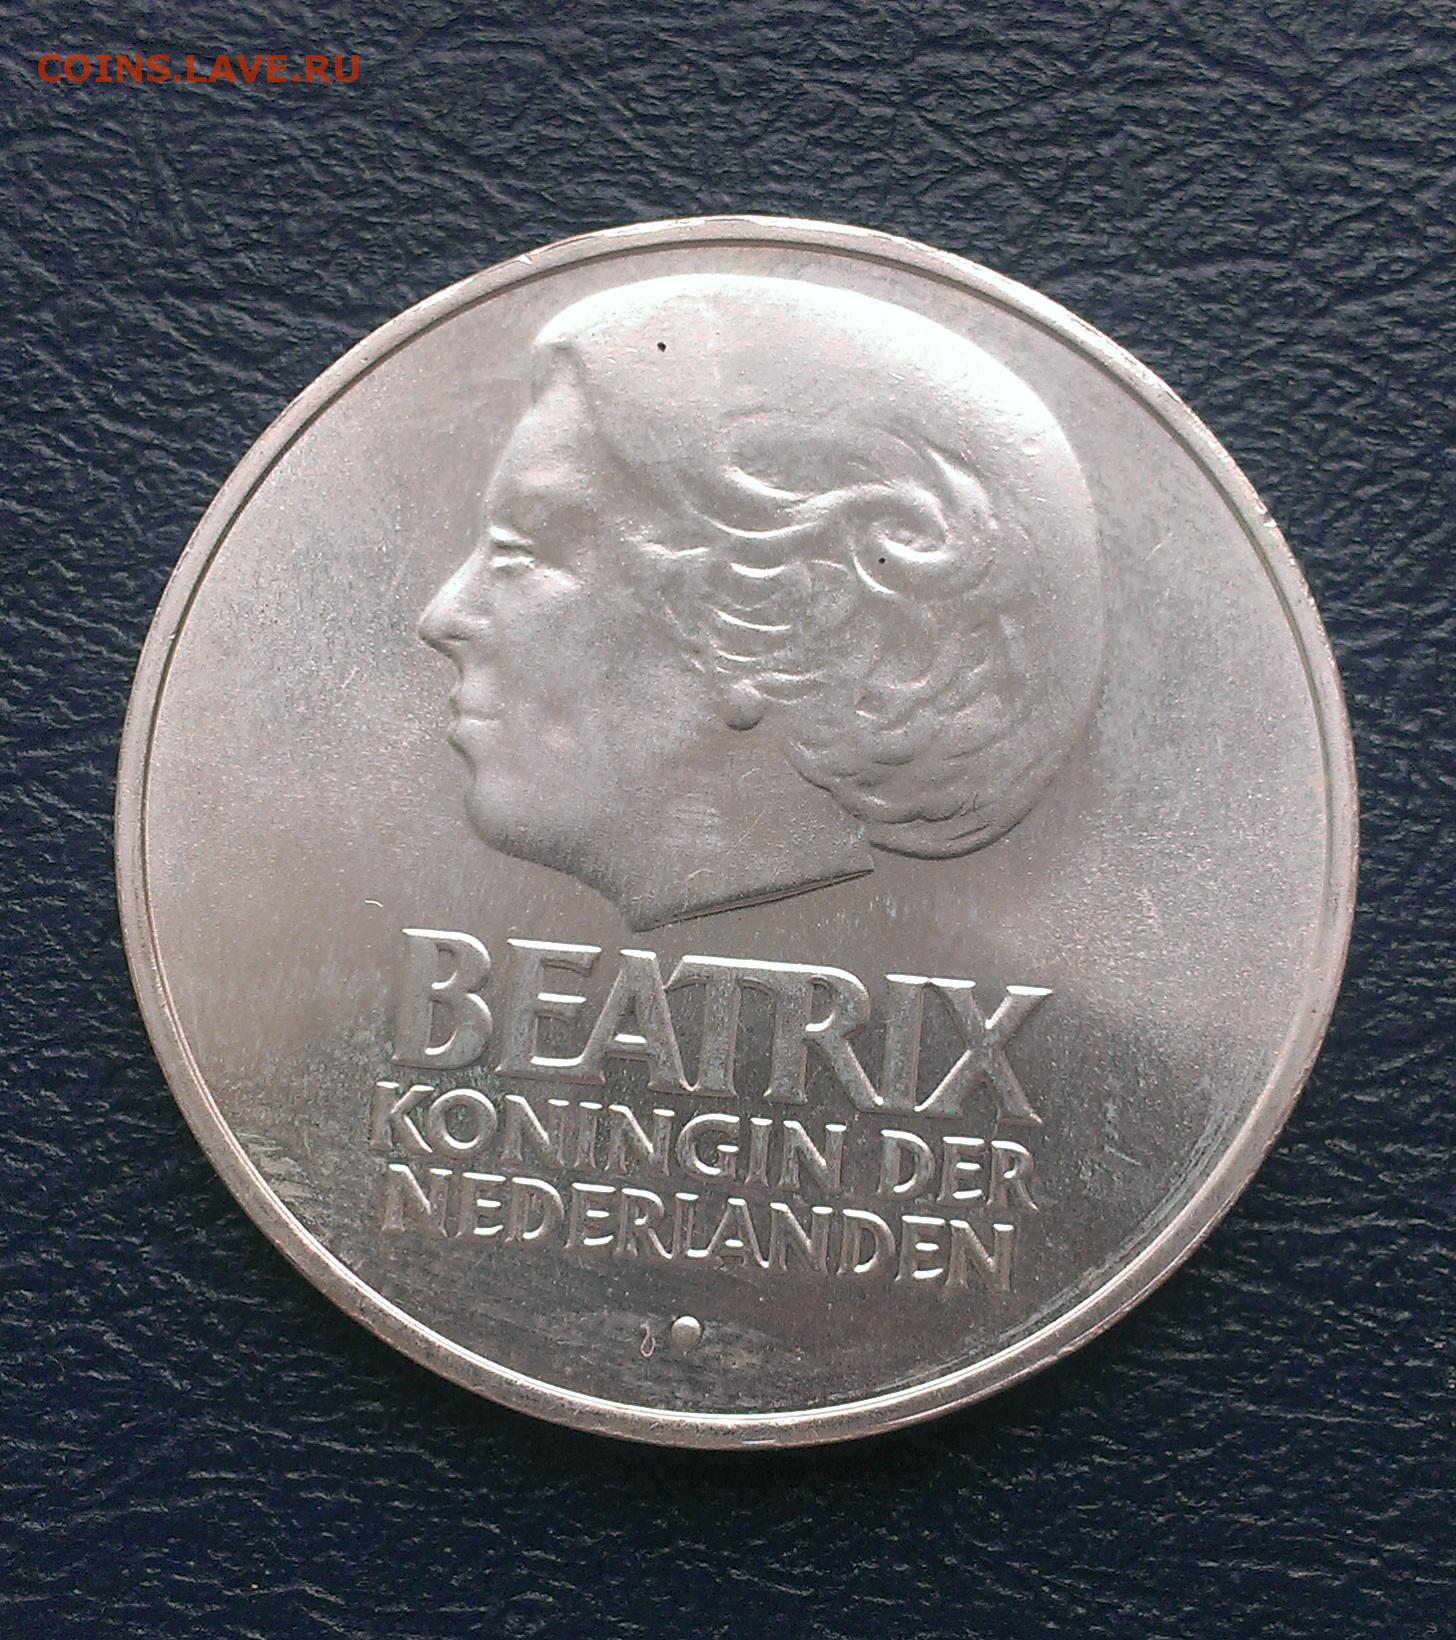 COINS.LAVE.RU
BEATRIX
KONINGIN DER
NEDERLANDEN